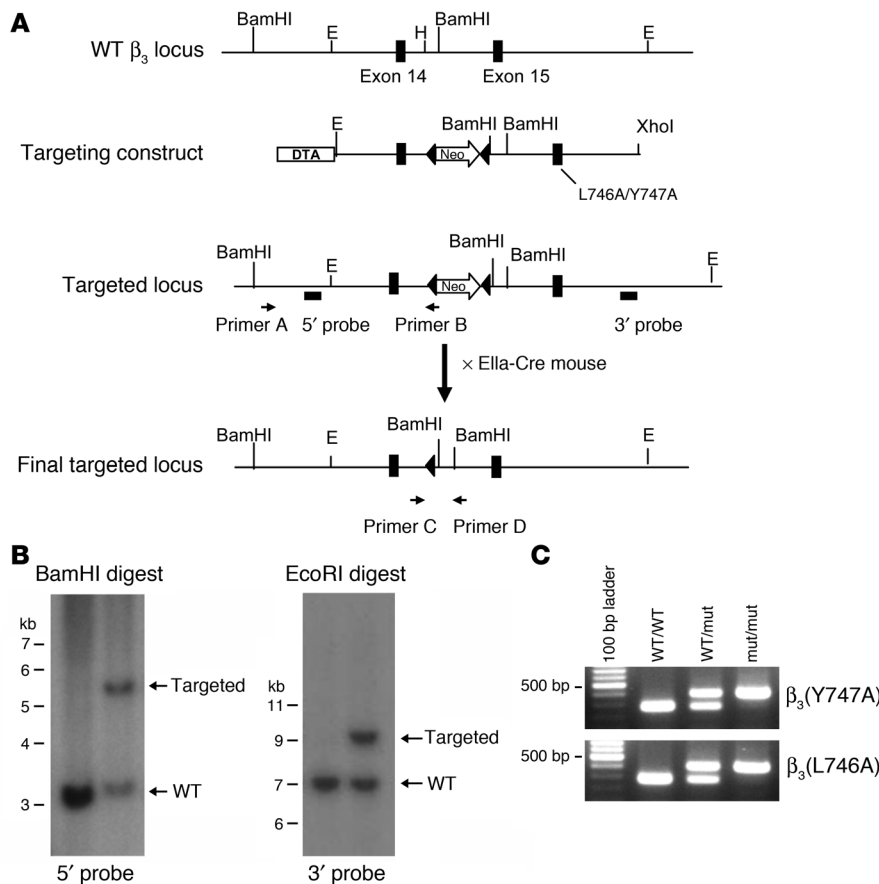 A
BamHI BamHI
E H E
WT β3 locus
Exon 14 Exon 15
Targeting construct
E BamHI BamHI XhoI
DTA Neo
L746A/Y747A
Targeted locus
BamHI E BamHI BamHI E
Neo
Primer A 5′ probe Primer B 3′ probe
× Ella-Cre mouse
Final targeted locus
BamHI E BamHI BamHI E
Primer C Primer D
B
BamHI digest
kb
7
6
5
4
3
Targeted
WT
5′ probe
EcoRI digest
kb
11
9
7
6
Targeted
WT
3′ probe
C
100 bp ladder
WT/WT
WT/mut
mut/mut
500 bp
β3(Y747A)
500 bp
β3(L746A)